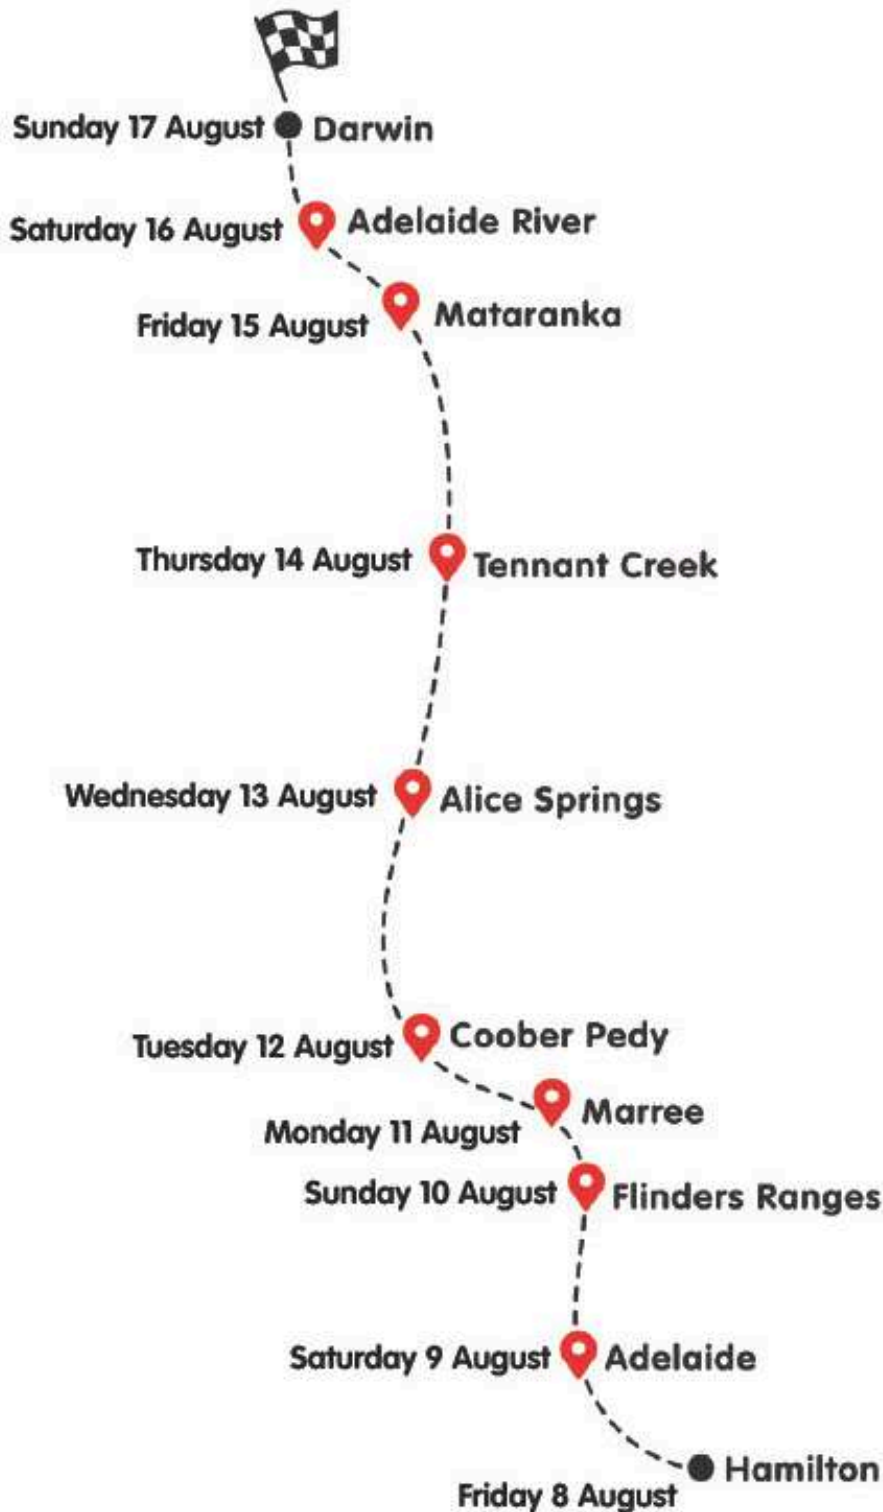 Sunday 17 August Darwin
Saturday 16 August Adelaide River
Friday 15 August Mataranka
Thursday 14 August Tennant Creek
Wednesday 13 August Alice Springs
Tuesday 12 August Coober Pedy
Monday 11 August Marree
Sunday 10 August Flinders Ranges
Saturday 9 August Adelaide
Friday 8 August Hamilton